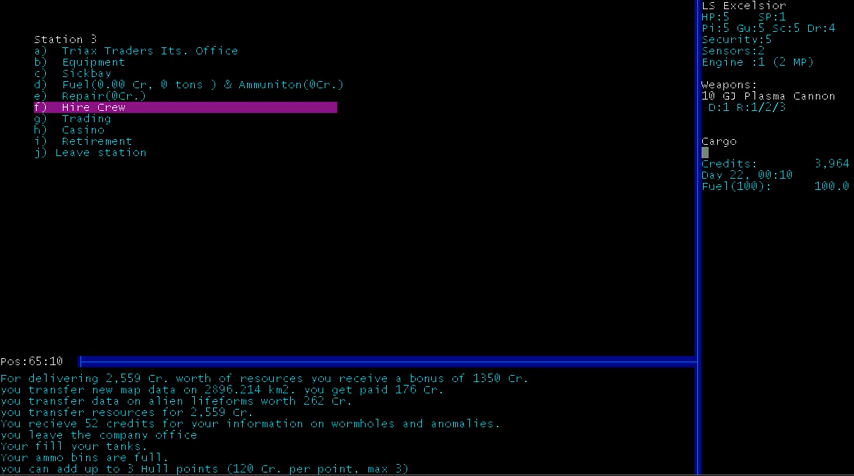 Station 3
a) Triax Traders Its. Office
b) Equipment
c) Sickbay
d) Fuel(0.00 Cr, 0 tons ) & Ammuniton(0Cr.)
e) Repair(0Cr.)
f) Hire Crew
g) Trading
h) Casino
i) Retirement
j) Leave station
LS Excelsior
HP:5 SP:1
Pi:5 Gu:5 Sc:5 Dr:4
Security:5
Sensors:2
Engine :1 (2 MP)
Weapons:
10 GJ Plasma Cannon
D:1 R:1/2/3
Cargo
Credits: 3,964
Day 22, 00:10
Fuel(100): 100.0
Pos:65:10
For delivering 2,559 Cr. worth of resources you receive a bonus of 1350 Cr.
you transfer new map data on 2896.214 km2. you get paid 176 Cr.
you transfer data on alien lifeforms worth 262 Cr.
you transfer resources for 2,559 Cr.
You recieve 52 credits for your information on wormholes and anomalies.
you leave the company office
Your fill your tanks.
Your ammo bins are full.
you can add up to 3 Hull points (120 Cr. per point, max 3)